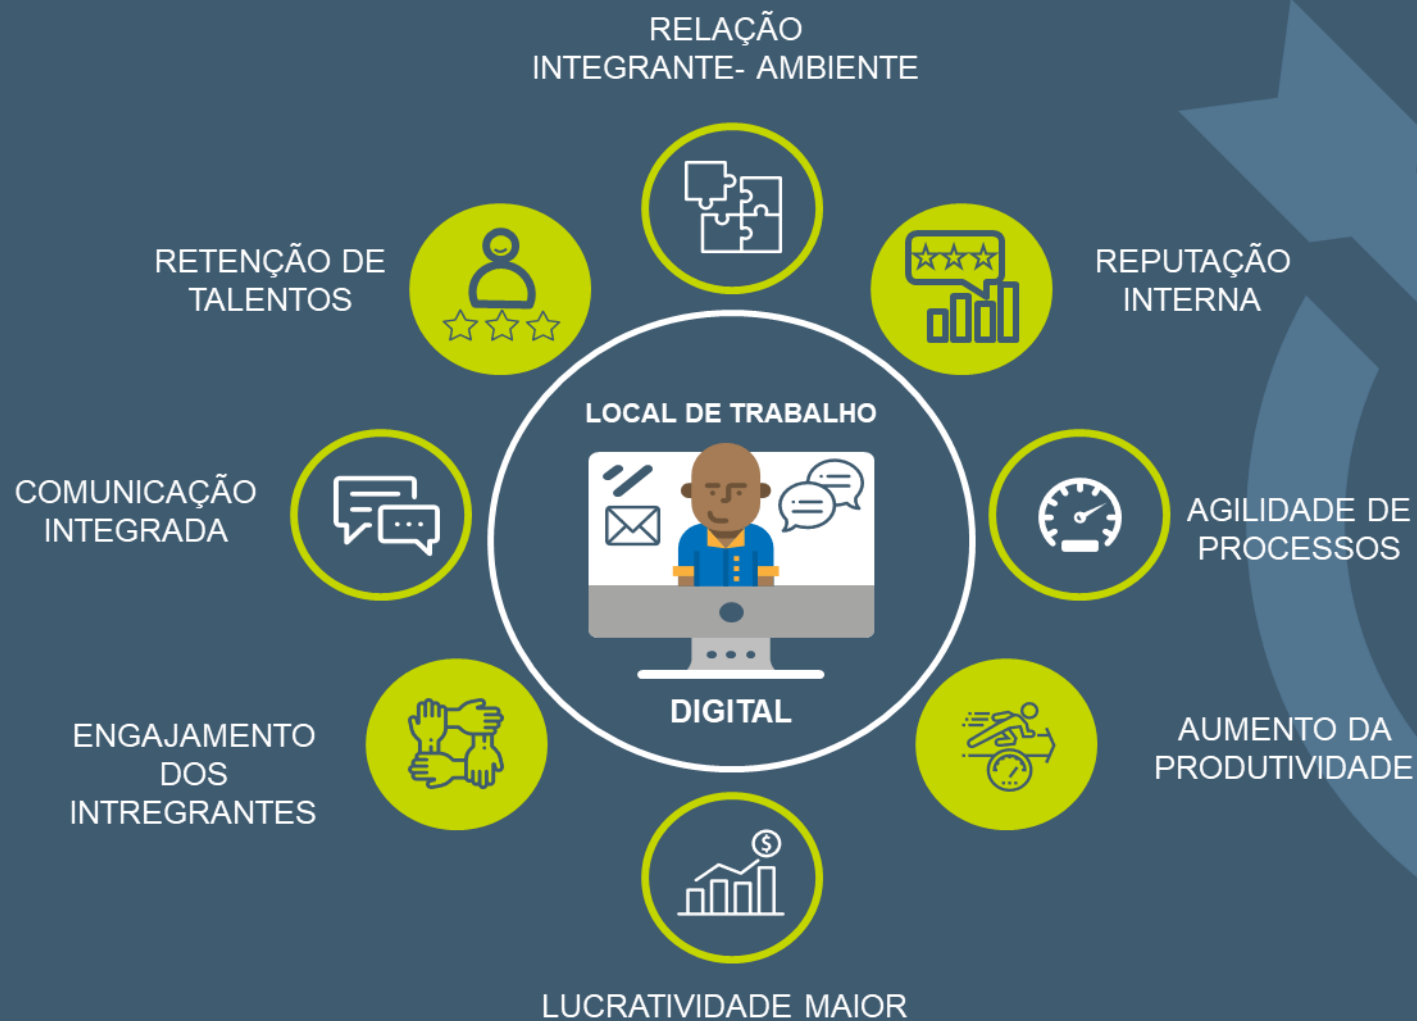 RELAÇÃO
INTEGRANTE- AMBIENTE
RETENÇÃO DE
TALENTOS
REPUTAÇÃO
INTERNA
LOCAL DE TRABALHO
COMUNICAÇÃO
INTEGRADA
AGILIDADE DE
PROCESSOS
DIGITAL
ENGAJAMENTO
DOS
INTREGRANTES
AUMENTO DA
PRODUTIVIDADE
$
LUCRATIVIDADE MAIOR